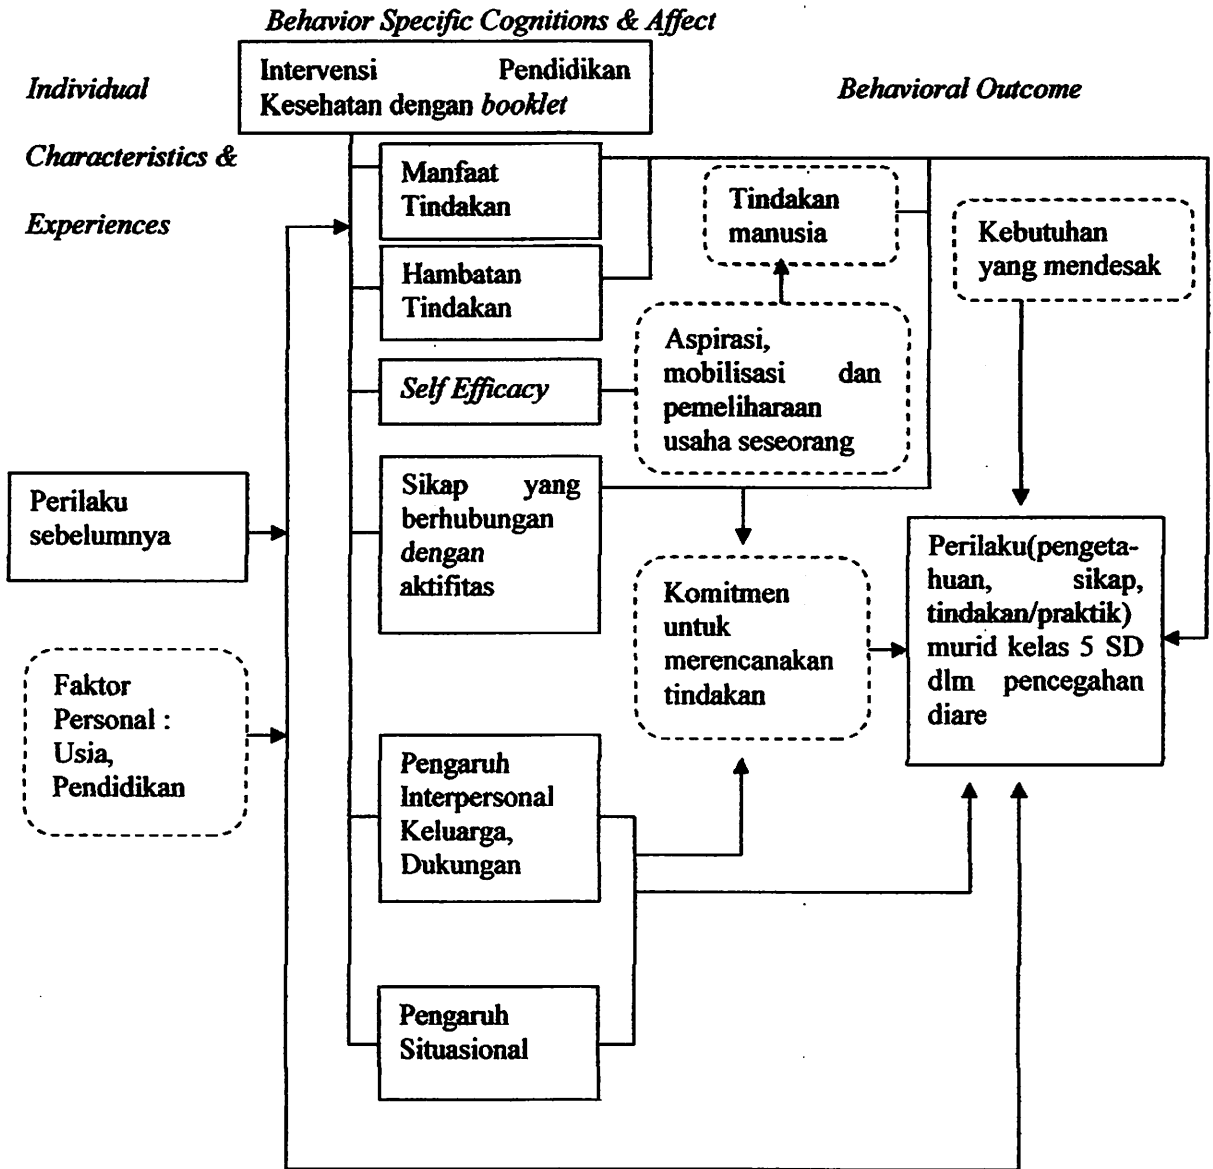 Behavior Specific Cognitions & Affect
Individual
Characteristics &
Experiences
Behavioral Outcome
Intervensi Pendidikan
Kesehatan dengan booklet
Manfaat
Tindakan
Hambatan
Tindakan
Self Efficacy
Sikap yang
berhubungan
dengan
aktifitas
Pengaruh
Interpersonal
Keluarga,
Dukungan
Pengaruh
Situasional
Perilaku
sebelumnya
Faktor
Personal :
Usia,
Pendidikan
Tindakan
manusia
Aspirasi,
mobilisasi dan
pemeliharaan
usaha seseorang
Komitmen
untuk
merencanakan
tindakan
Kebutuhan
yang mendesak
Perilaku(pengeta-
huan, sikap,
tindakan/praktik)
murid kelas 5 SD
dlm pencegahan
diare